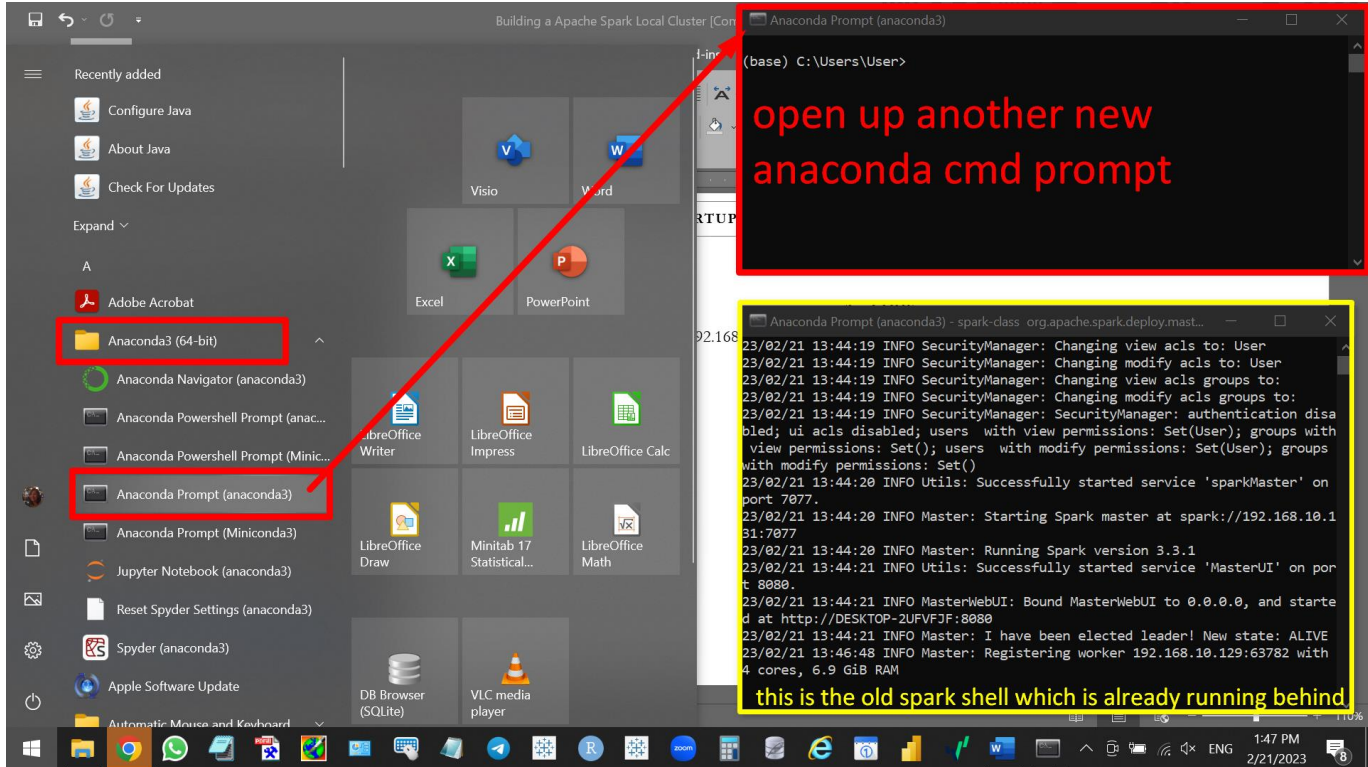 Building a Apache Spark Local Cluster [Com
Recently added
Configure Java
About Java
Check For Updates
Expand
A
Adobe Acrobat
Anaconda3 (64-bit)
Anaconda Navigator (anaconda3)
Anaconda Powershell Prompt (anac...
Anaconda Powershell Prompt (Minic...
Anaconda Prompt (anaconda3)
Anaconda Prompt (Miniconda3)
Jupyter Notebook (anaconda3)
Reset Spyder Settings (anaconda3)
Spyder (anaconda3)
Apple Software Update
Automatic Mouse and Keyboard
Visio
Word
Excel
PowerPoint
LibreOffice
Writer
LibreOffice
Impress
LibreOffice Calc
LibreOffice
Draw
Minitab 17
Statistical...
LibreOffice
Math
DB Browser
(SQLite)
VLC media
player
RTUP
92.168
Anaconda Prompt (anaconda3)
(base) C:\Users\User>
open up another new
anaconda cmd prompt
Anaconda Prompt (anaconda3) - spark-class org.apache.spark.deploy.mast...
23/02/21 13:44:19 INFO SecurityManager: Changing view acls to: User
23/02/21 13:44:19 INFO SecurityManager: Changing modify acls to: User
23/02/21 13:44:19 INFO SecurityManager: Changing view acls groups to:
23/02/21 13:44:19 INFO SecurityManager: Changing modify acls groups to:
23/02/21 13:44:19 INFO SecurityManager: SecurityManager: authentication disa
bled; ui acls disabled; users with view permissions: Set(User); groups with
view permissions: Set(); users with modify permissions: Set(User); groups
with modify permissions: Set()
23/02/21 13:44:20 INFO Utils: Successfully started service 'sparkMaster' on
port 7077.
23/02/21 13:44:20 INFO Master: Starting Spark master at spark://192.168.10.1
31:7077
23/02/21 13:44:20 INFO Master: Running Spark version 3.3.1
23/02/21 13:44:21 INFO Utils: Successfully started service 'MasterUI' on por
t 8080.
23/02/21 13:44:21 INFO MasterWebUI: Bound MasterWebUI to 0.0.0.0, and starte
d at http://DESKTOP-2UFVFJF:8080
23/02/21 13:44:21 INFO Master: I have been elected leader! New state: ALIVE
23/02/21 13:46:48 INFO Master: Registering worker 192.168.10.129:63782 with
4 cores, 6.9 GiB RAM
this is the old spark shell which is already running behind
110%
zoom
ENG
1:47 PM
2/21/2023
8